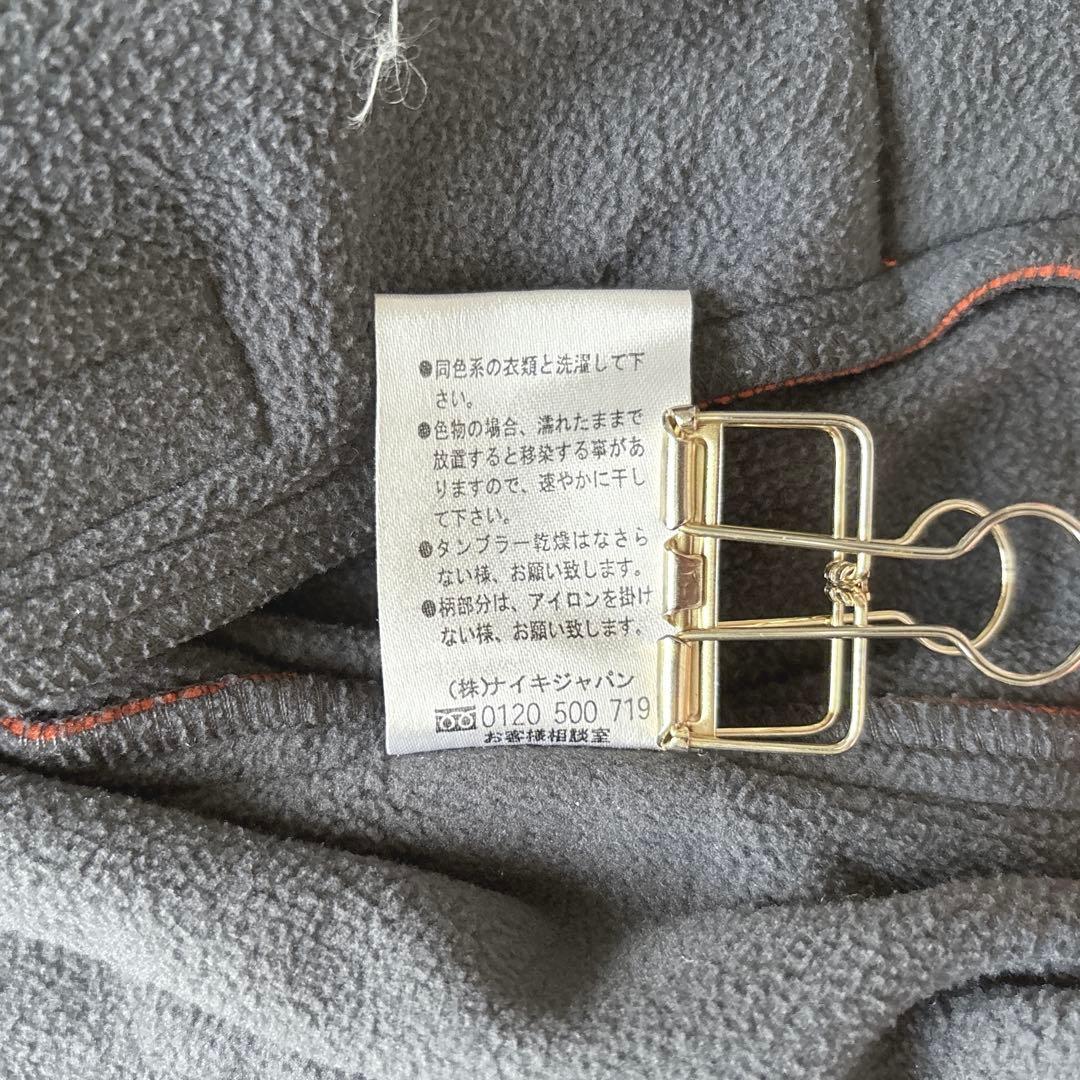 ●同色系の衣類と洗濯して下
さい。
●色物の場合、濡れたままで
放置すると移染する事があ
りますので、速やかに干し
て下さい。
●タンブラー乾燥はなさら
ない様、お願い致します。
●柄部分は、アイロンを掛け
ない様、お願い致します。
(株)ナイキジャパン
0120 500 719
お客様相談室